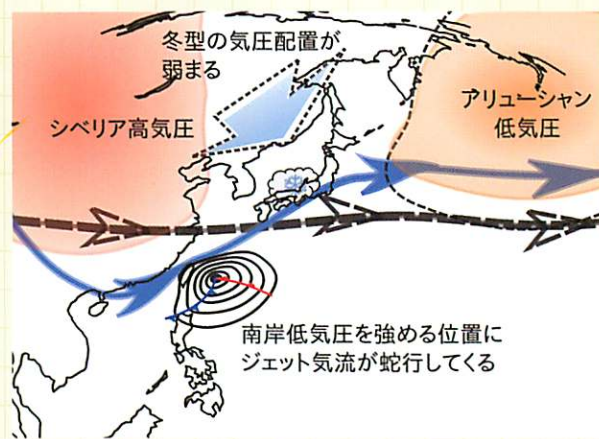 冬型の気圧配置が
弱まる
シベリア高気圧
アリューシャン
低気圧
南岸低気圧を強める位置に
ジェット気流が蛇行してくる